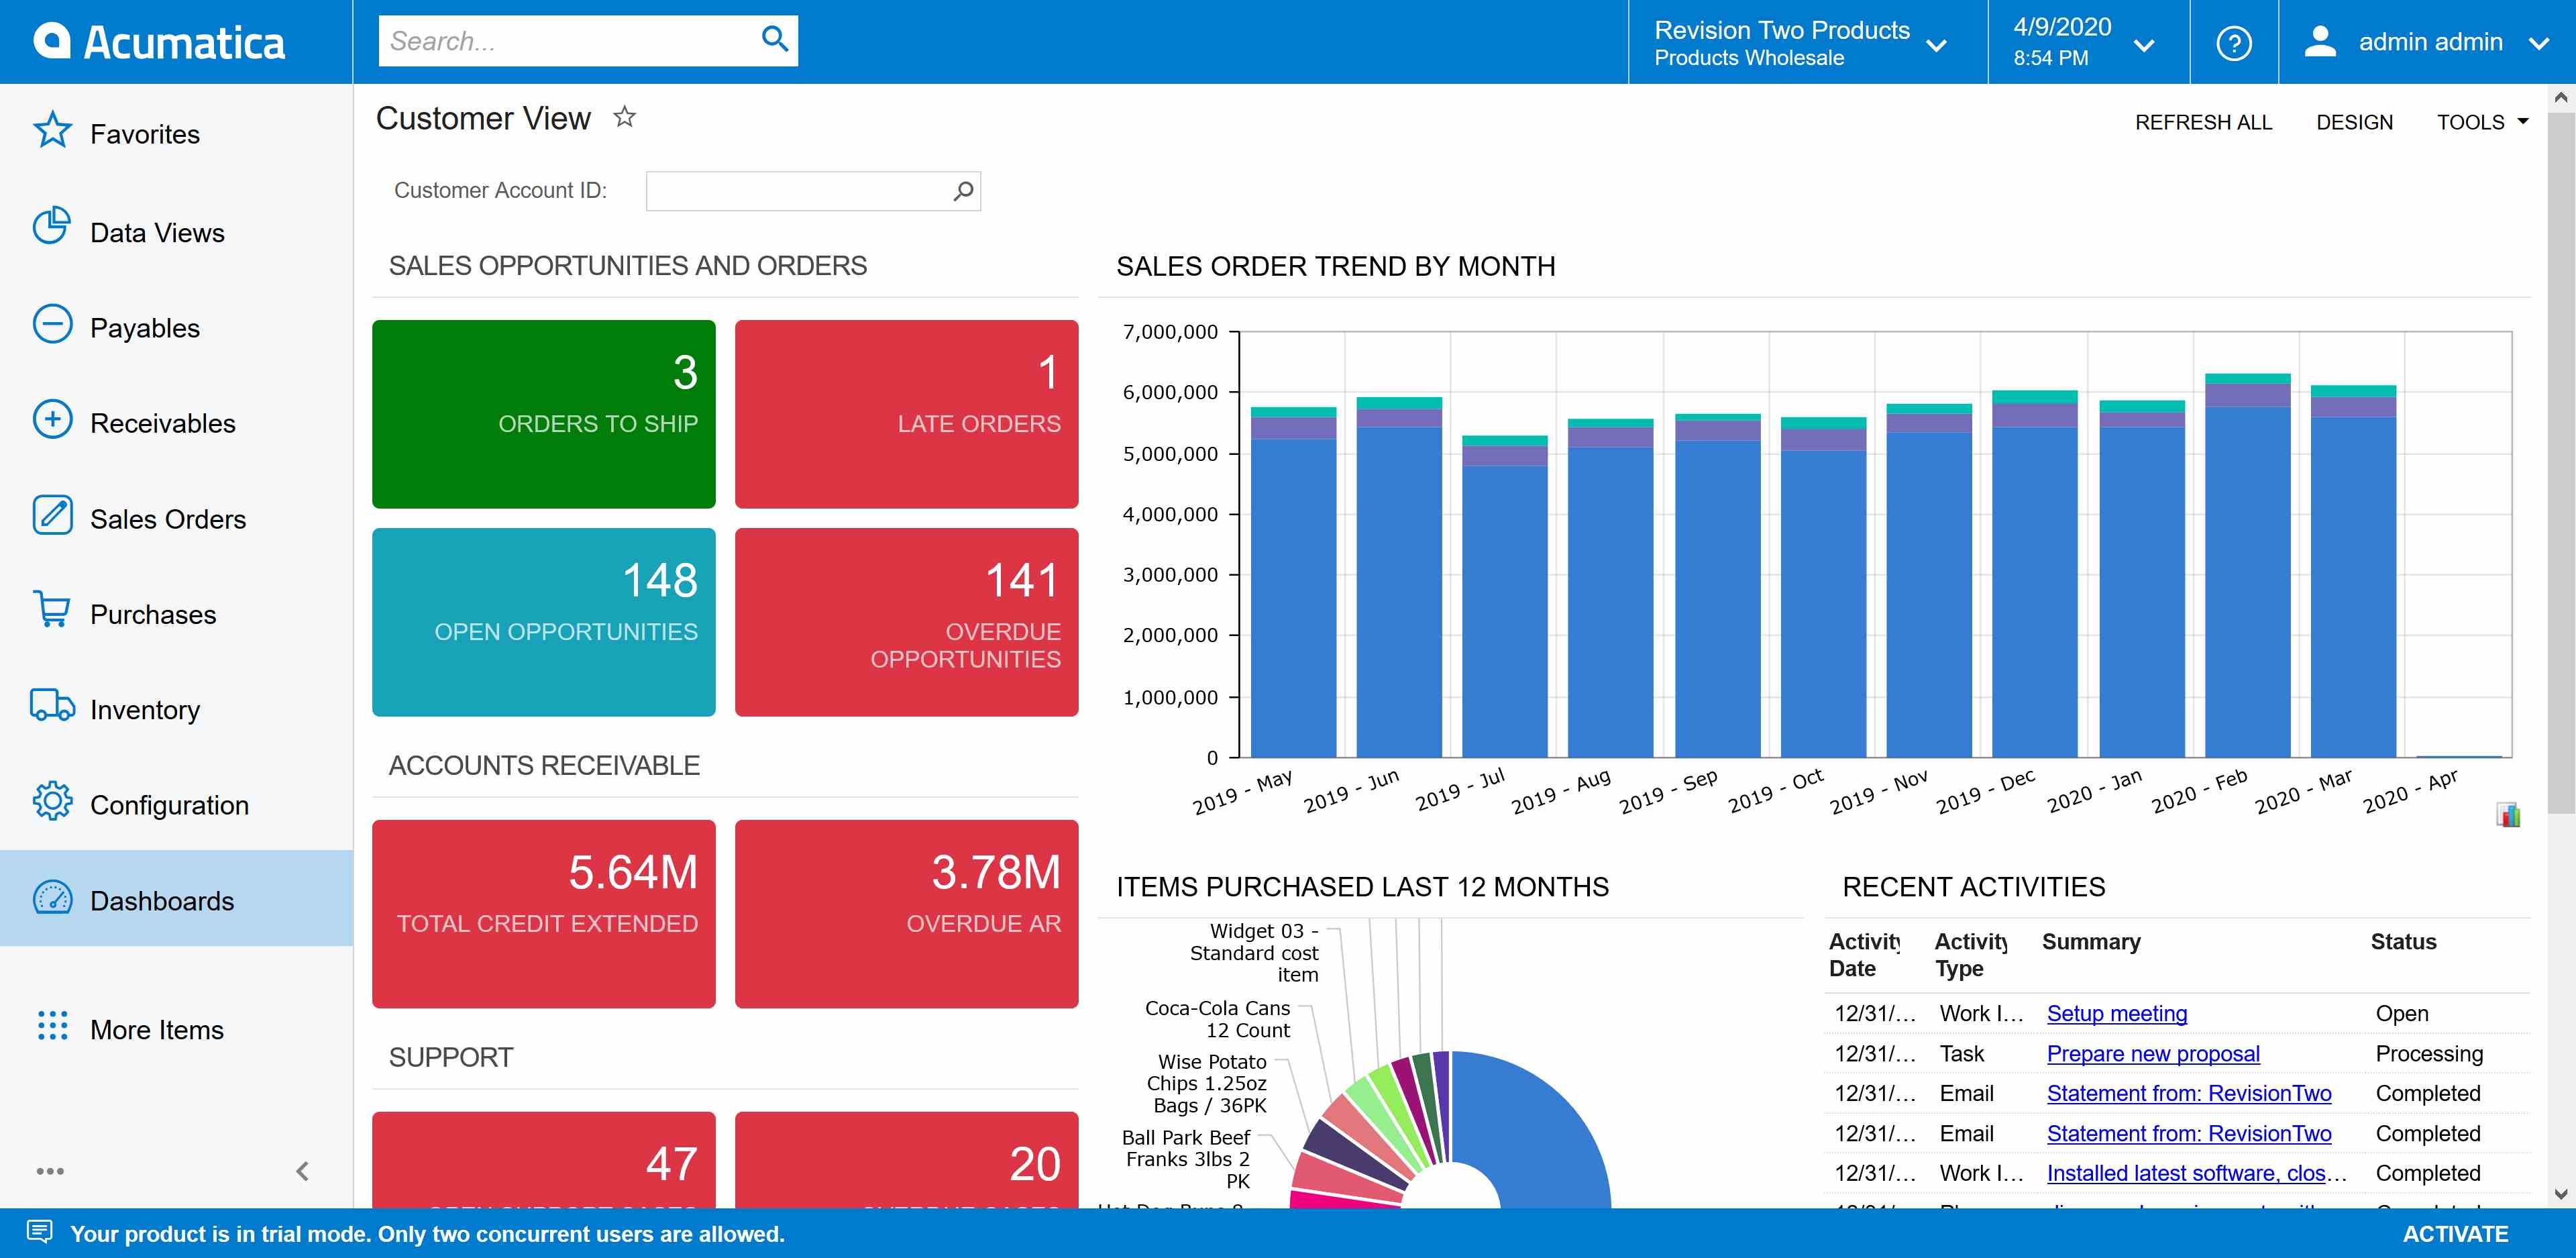 Acumatica
Search...
Revision Two Products
Products Wholesale
4/9/2020
8:54 PM
?
admin admin
Favorites
Data Views
Payables
Receivables
Sales Orders
Purchases
Inventory
Configuration
Dashboards
More Items
Customer View
REFRESH ALL
DESIGN
TOOLS
Customer Account ID:
SALES OPPORTUNITIES AND ORDERS
3
ORDERS TO SHIP
1
LATE ORDERS
148
OPEN OPPORTUNITIES
141
OVERDUE
OPPORTUNITIES
ACCOUNTS RECEIVABLE
5.64M
TOTAL CREDIT EXTENDED
3.78M
OVERDUE AR
SUPPORT
47
OPEN SUPPORT CASES
20
OVERDUE CASES
SALES ORDER TREND BY MONTH
7,000,000
6,000,000
5,000,000
4,000,000
3,000,000
2,000,000
1,000,000
0
2019 - May
2019 - Jun
2019 - Jul
2019 - Aug
2019 - Sep
2019 - Oct
2019 - Nov
2019 - Dec
2020 - Jan
2020 - Feb
2020 - Mar
2020 - Apr
ITEMS PURCHASED LAST 12 MONTHS
Widget 03 -
Standard cost
item
Coca-Cola Cans
12 Count
Wise Potato
Chips 1.25oz
Bags / 36PK
Ball Park Beef
Franks 3lbs 2
PK
RECENT ACTIVITIES
Activity Date
Activity Type
Summary
Status
12/31/... Work I... Setup meeting Open
12/31/... Task Prepare new proposal Processing
12/31/... Email Statement from: RevisionTwo Completed
12/31/... Email Statement from: RevisionTwo Completed
12/31/... Work I... Installed latest software, clos... Completed
Your product is in trial mode. Only two concurrent users are allowed.
ACTIVATE